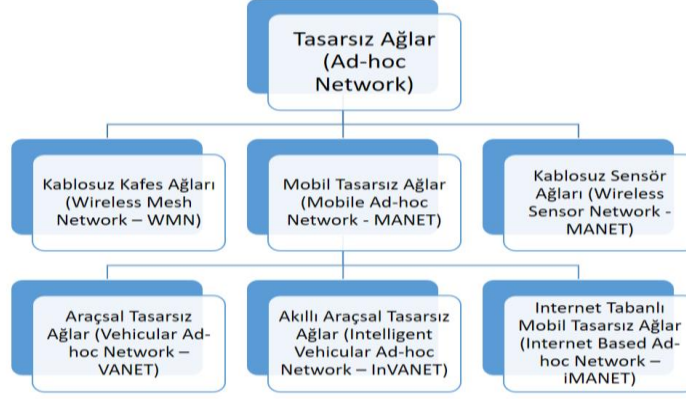 Tasarsız Ağlar
(Ad-hoc
Network)
Kablosuz Kafes Ağları
(Wireless Mesh
Network – WMN)
Mobil Tasarsız Ağlar
(Mobile Ad-hoc
Network - MANET)
Kablosuz Sensör
Ağları (Wireless
Sensor Network -
MANET)
Araçsal Tasarsız
Ağlar (Vehicular Ad-
hoc Network –
VANET)
Akıllı Araçsal Tasarsız
Ağlar (Intelligent
Vehicular Ad-hoc
Network – InVANET)
Internet Tabanlı
Mobil Tasarsız Ağlar
(Internet Based Ad-
hoc Network –
iMANET)